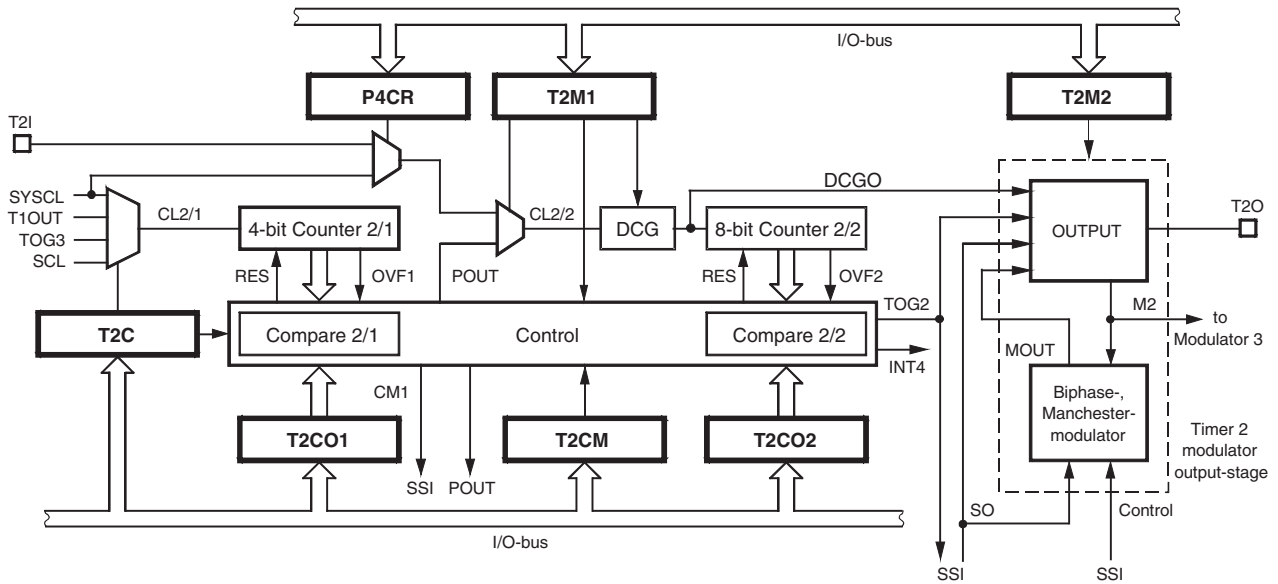 I/O-bus
P4CR
T2M1
T2M2
T2I
SYSCL
T1OUT
TOG3
SCL
CL2/1
4-bit Counter 2/1
CL2/2
DCG
DCGO
8-bit Counter 2/2
OUTPUT
T2O
RES
OVF1
POUT
RES
OVF2
TOG2
M2
to
Modulator 3
T2C
Compare 2/1
Control
Compare 2/2
INT4
MOUT
Biphase-,
Manchester-
modulator
CM1
T2CO1
T2CM
T2CO2
Timer 2
modulator
output-stage
SSI
POUT
SO
Control
I/O-bus
SSI
SSI